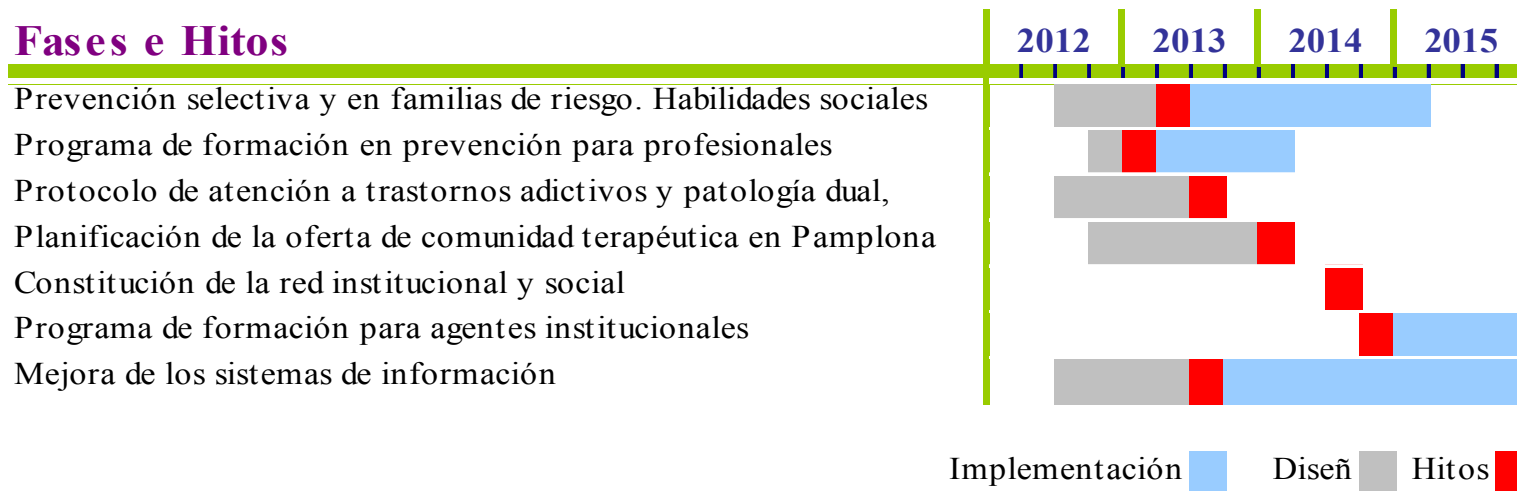 Fases e Hitos 2012 2013 2014 2015
Prevención selectiva y en familias de riesgo. Habilidades sociales
Programa de formación en prevención para profesionales
Protocolo de atención a trastornos adictivos y patología dual,
Planificación de la oferta de comunidad terapéutica en Pamplona
Constitución de la red institucional y social
Programa de formación para agentes institucionales
Mejora de los sistemas de información
Implementación Diseñ Hitos